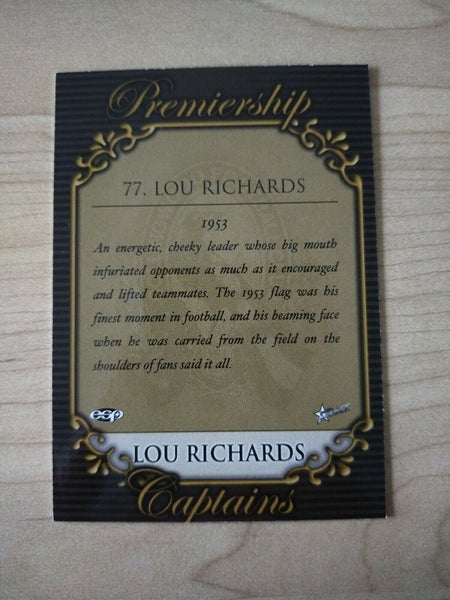 Premiership
77. LOU RICHARDS
1953
An energetic, cheeky leader whose big mouth
infuriated opponents as much as it encouraged
and lifted teammates. The 1953 flag was his
finest moment in football, and his beaming face
when he was carried from the field on the
shoulders of fans said it all.
esp
LOU RICHARDS
Captains